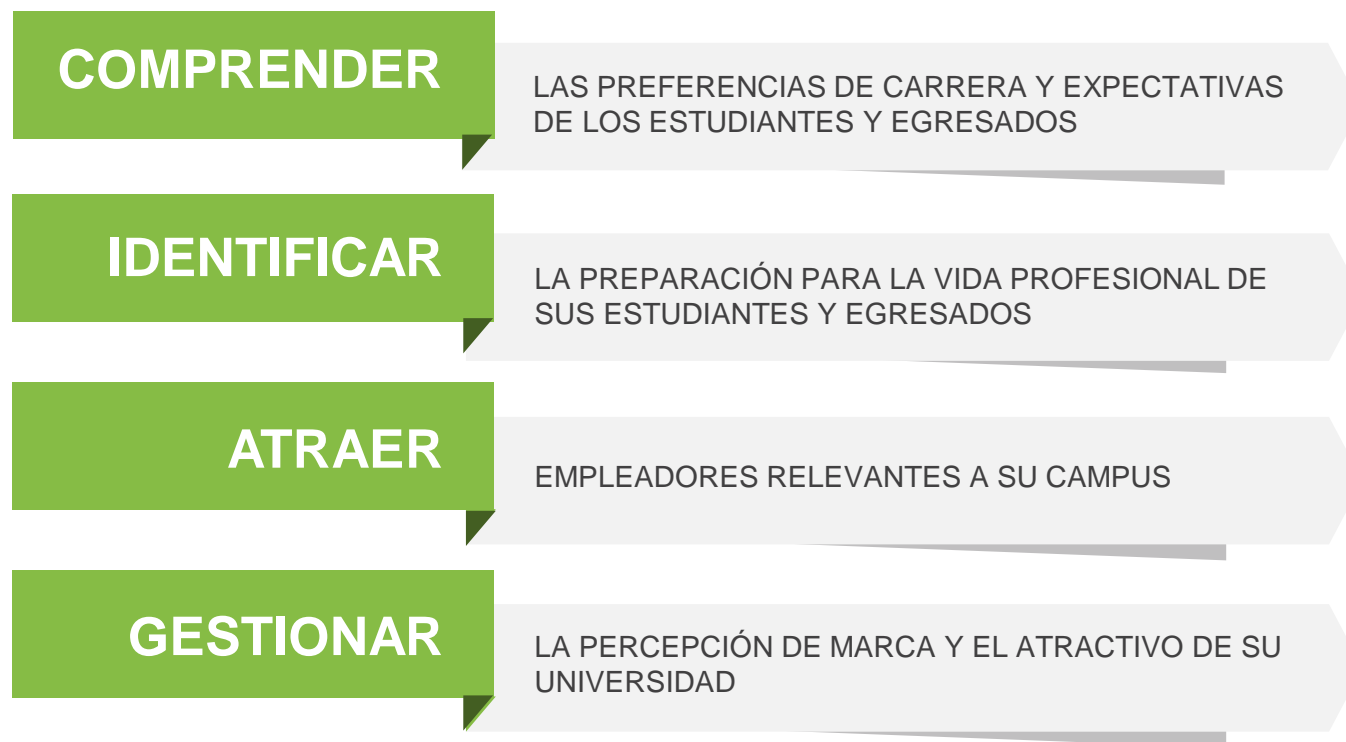 COMPRENDER
LAS PREFERENCIAS DE CARRERA Y EXPECTATIVAS
DE LOS ESTUDIANTES Y EGRESADOS
IDENTIFICAR
LA PREPARACIÓN PARA LA VIDA PROFESIONAL DE
SUS ESTUDIANTES Y EGRESADOS
ATRAER
EMPLEADORES RELEVANTES A SU CAMPUS
GESTIONAR
LA PERCEPCIÓN DE MARCA Y EL ATRACTIVO DE SU
UNIVERSIDAD